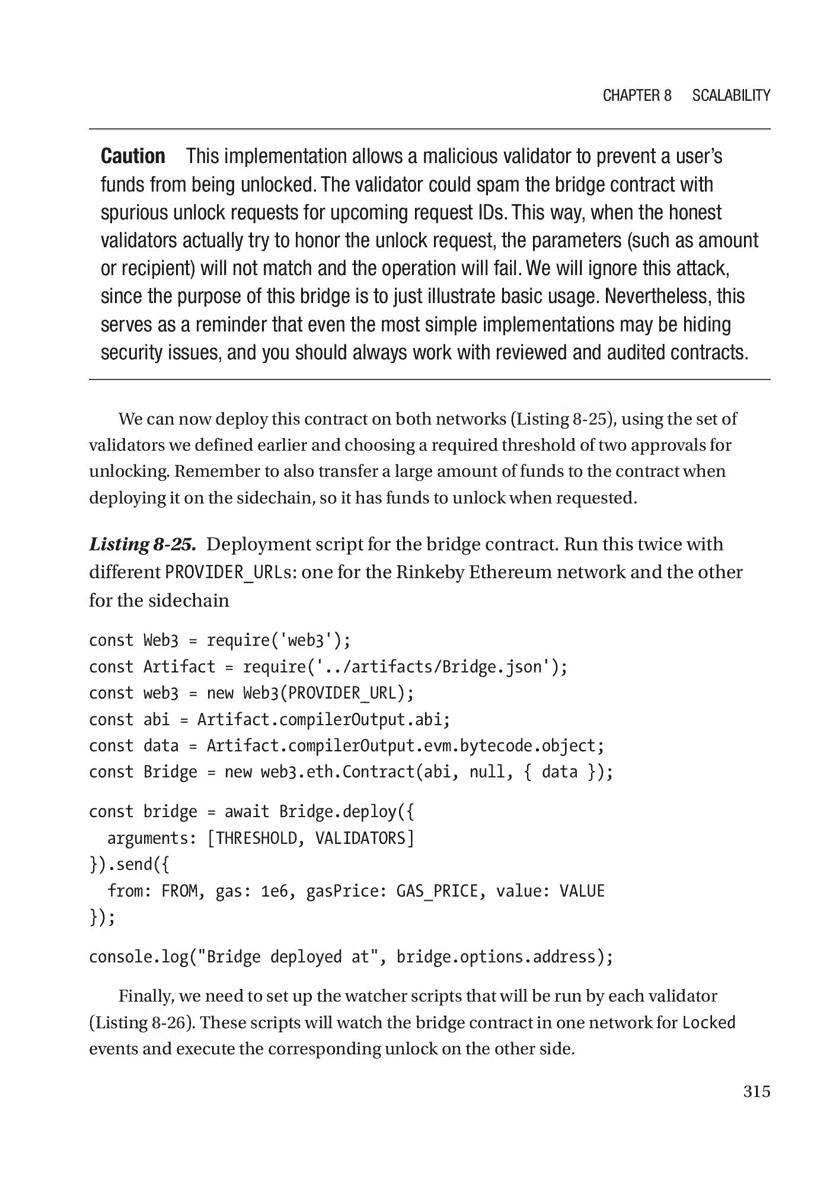 CHAPTER 8 SCALABILITY
Caution This implementation allows a malicious validator to prevent a user’s
funds from being unlocked. The validator could spam the bridge contract with
spurious unlock requests for upcoming request IDs. This way, when the honest
validators actually try to honor the unlock request, the parameters (such as amount
or recipient) will not match and the operation will fail. We will ignore this attack,
since the purpose of this bridge is to just illustrate basic usage. Nevertheless, this
serves as a reminder that even the most simple implementations may be hiding
security issues, and you should always work with reviewed and audited contracts.
We can now deploy this contract on both networks (Listing 8-25), using the set of
validators we defined earlier and choosing a required threshold of two approvals for
unlocking. Remember to also transfer a large amount of funds to the contract when
deploying it on the sidechain, so it has funds to unlock when requested.
Listing 8-25. Deployment script for the bridge contract. Run this twice with
different PROVIDER_URLs: one for the Rinkeby Ethereum network and the other
for the sidechain
const Web3 = require('web3');
const Artifact = require('../artifacts/Bridge.json');
const web3 = new Web3(PROVIDER_URL);
const abi = Artifact.compilerOutput.abi;
const data = Artifact.compilerOutput.evm.bytecode.object;
const Bridge = new web3.eth.Contract(abi, null, { data });
const bridge = await Bridge.deploy({
  arguments: [THRESHOLD, VALIDATORS]
}).send({
  from: FROM, gas: 1e6, gasPrice: GAS_PRICE, value: VALUE
});
console.log("Bridge deployed at", bridge.options.address);
Finally, we need to set up the watcher scripts that will be run by each validator
(Listing 8-26). These scripts will watch the bridge contract in one network for Locked
events and execute the corresponding unlock on the other side.
315